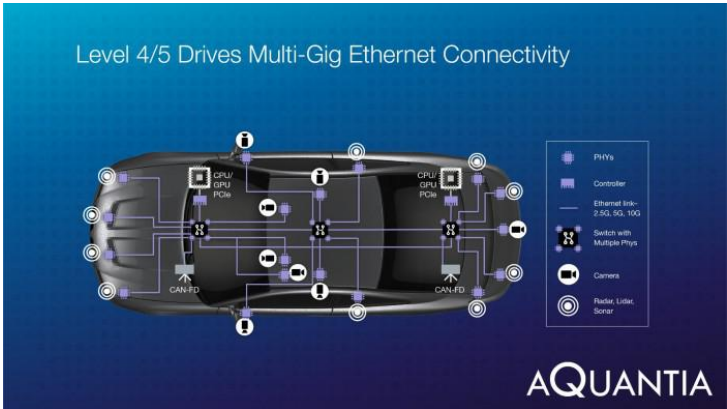 Level 4/5 Drives Multi-Gig Ethernet Connectivity
CPU/
GPU
PCIe
CAN-FD
CPU/
GPU
PCIe
CAN-FD
PHYs
Controller
Ethernet link–
2.5G, 5G, 10G
Switch with
Multiple Phys
Camera
Radar, Lidar,
Sonar
AQUANTIA